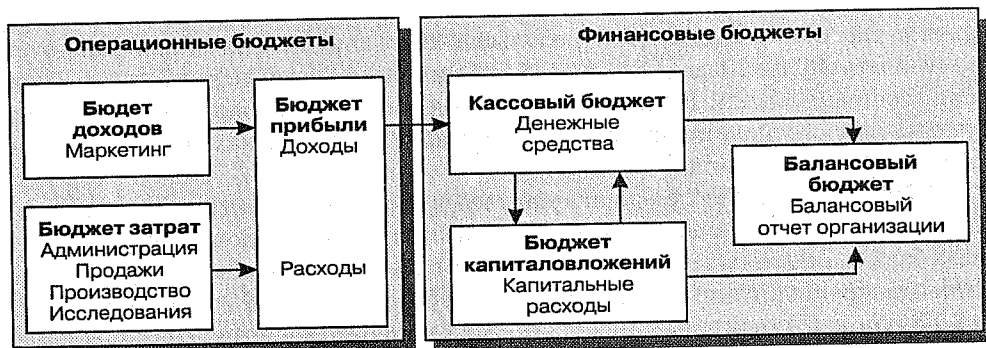 Операционные бюджеты
Бюдет
доходов
Маркетинг
Бюджет затрат
Администрация
Продажи
Производство
Исследования
Бюджет
прибыли
Доходы
Расходы
Финансовые бюджеты
Кассовый бюджет
Денежные
средства
Бюджет
капиталовложений
Капитальные
расходы
Балансовый
бюджет
Балансовый
отчет организации